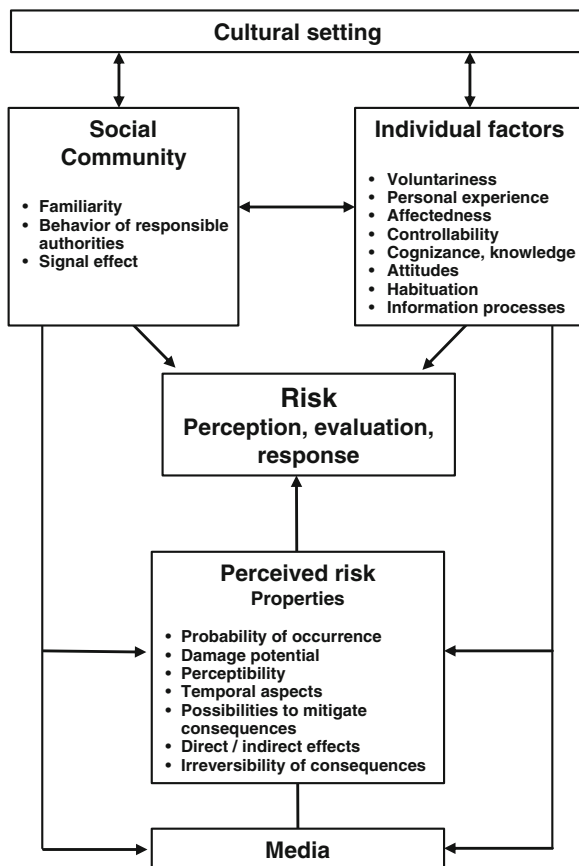 Cultural setting
Social
Community
• Familiarity
• Behavior of responsible
authorities
• Signal effect
Individual factors
• Voluntariness
• Personal experience
• Affectedness
• Controllability
• Cognizance, knowledge
• Attitudes
• Habituation
• Information processes
Risk
Perception, evaluation,
response
Perceived risk
Properties
• Probability of occurrence
• Damage potential
• Perceptibility
• Temporal aspects
• Possibilities to mitigate
consequences
• Direct / indirect effects
• Irreversibility of consequences
Media